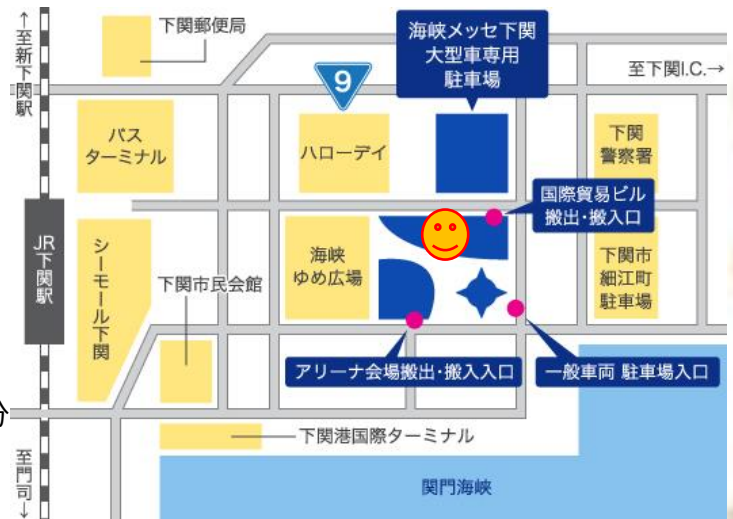 ↑至新下関駅
下関郵便局
海峡メッセ下関
大型車専用
駐車場
9
至下関I.C.→
バス
ターミナル
ハローデイ
下関
警察署
国際貿易ビル
搬出・搬入口
JR下関駅
シーモール下関
海峡
ゆめ広場
下関市
細江町
駐車場
下関市民会館
アリーナ会場搬出・搬入入口
一般車両 駐車場入口
分
下関港国際ターミナル
至門司↓
関門海峡